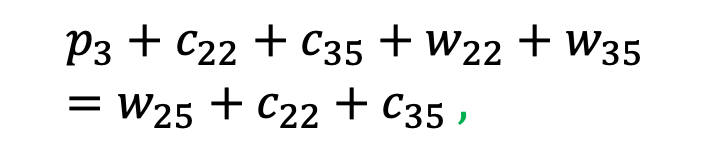 p₃ + c₂₂ + c₃₅ + w₂₂ + w₃₅
= w₂₅ + c₂₂ + c₃₅ ,